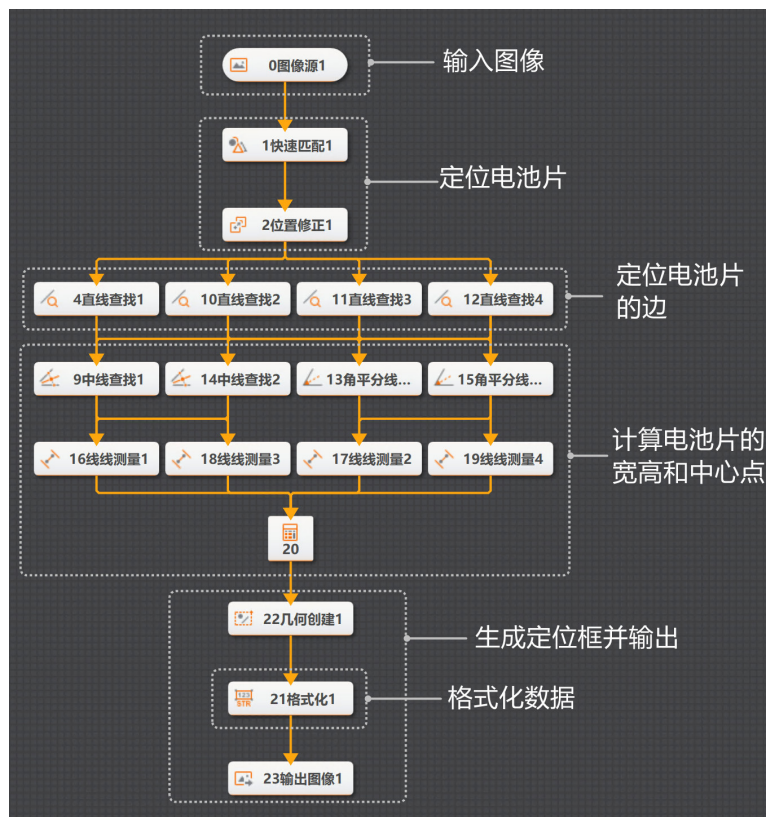 0图像源1
输入图像
1快速匹配1
定位电池片
2位置修正1
4直线查找1
10直线查找2
11直线查找3
12直线查找4
定位电池片
的边
9中线查找1
14中线查找2
13角平分线...
15角平分线...
16线线测量1
18线线测量3
17线线测量2
19线线测量4
计算电池片的
宽高和中心点
20
22几何创建1
生成定位框并输出
123
STR
21格式化1
格式化数据
23输出图像1